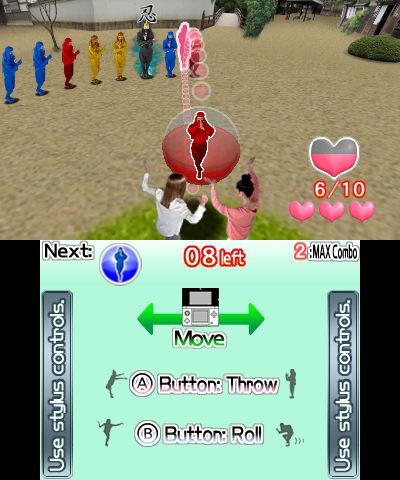 忍
6/10
Next:
08 left
2 :MAX Combo
Use stylus controls.
Move
Ⓐ Button: Throw
Ⓑ Button: Roll
Use stylus controls.